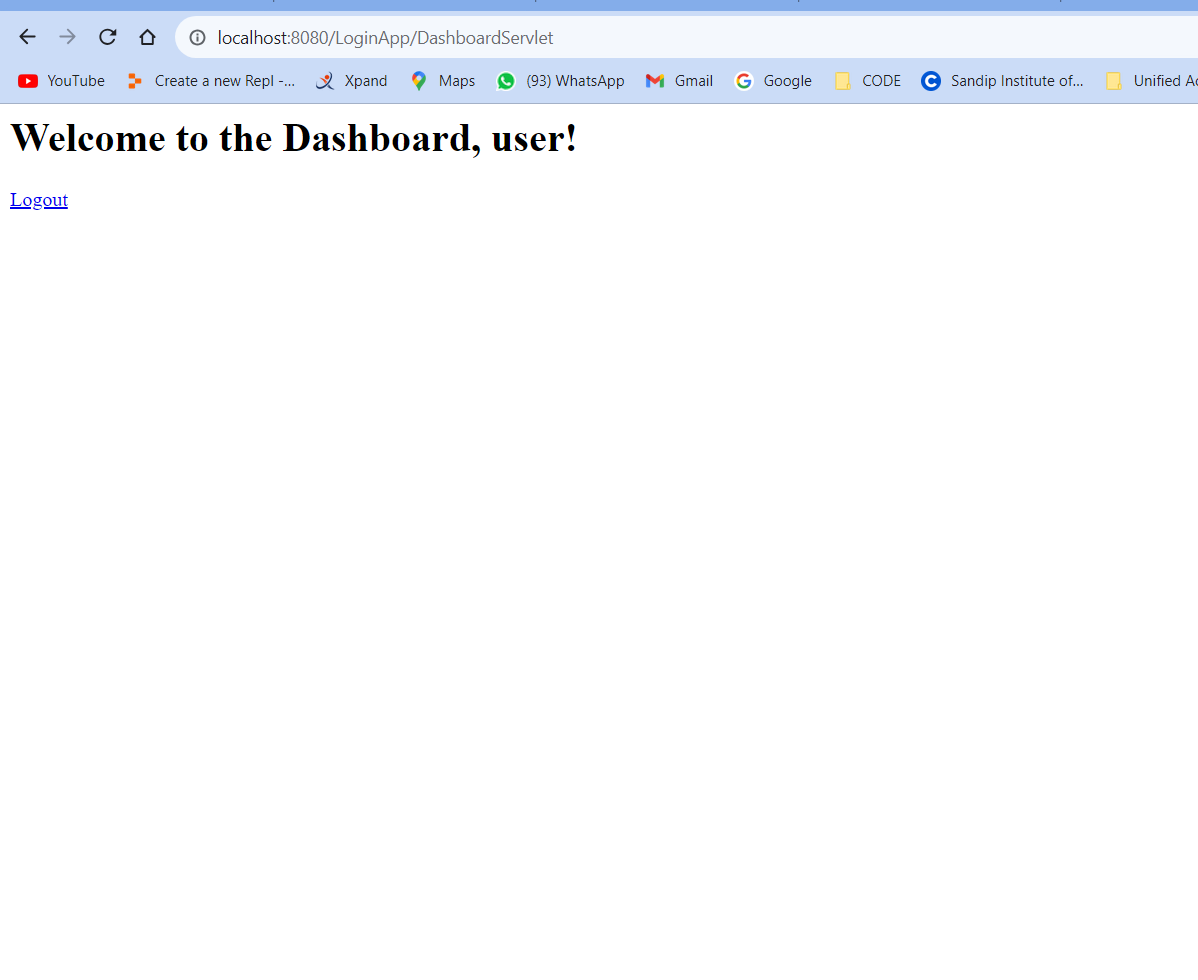 localhost:8080/LoginApp/DashboardServlet
YouTube Create a new Repl -... Xpand Maps (93) WhatsApp Gmail Google CODE Sandip Institute of... Unified Ac
Welcome to the Dashboard, user!
Logout